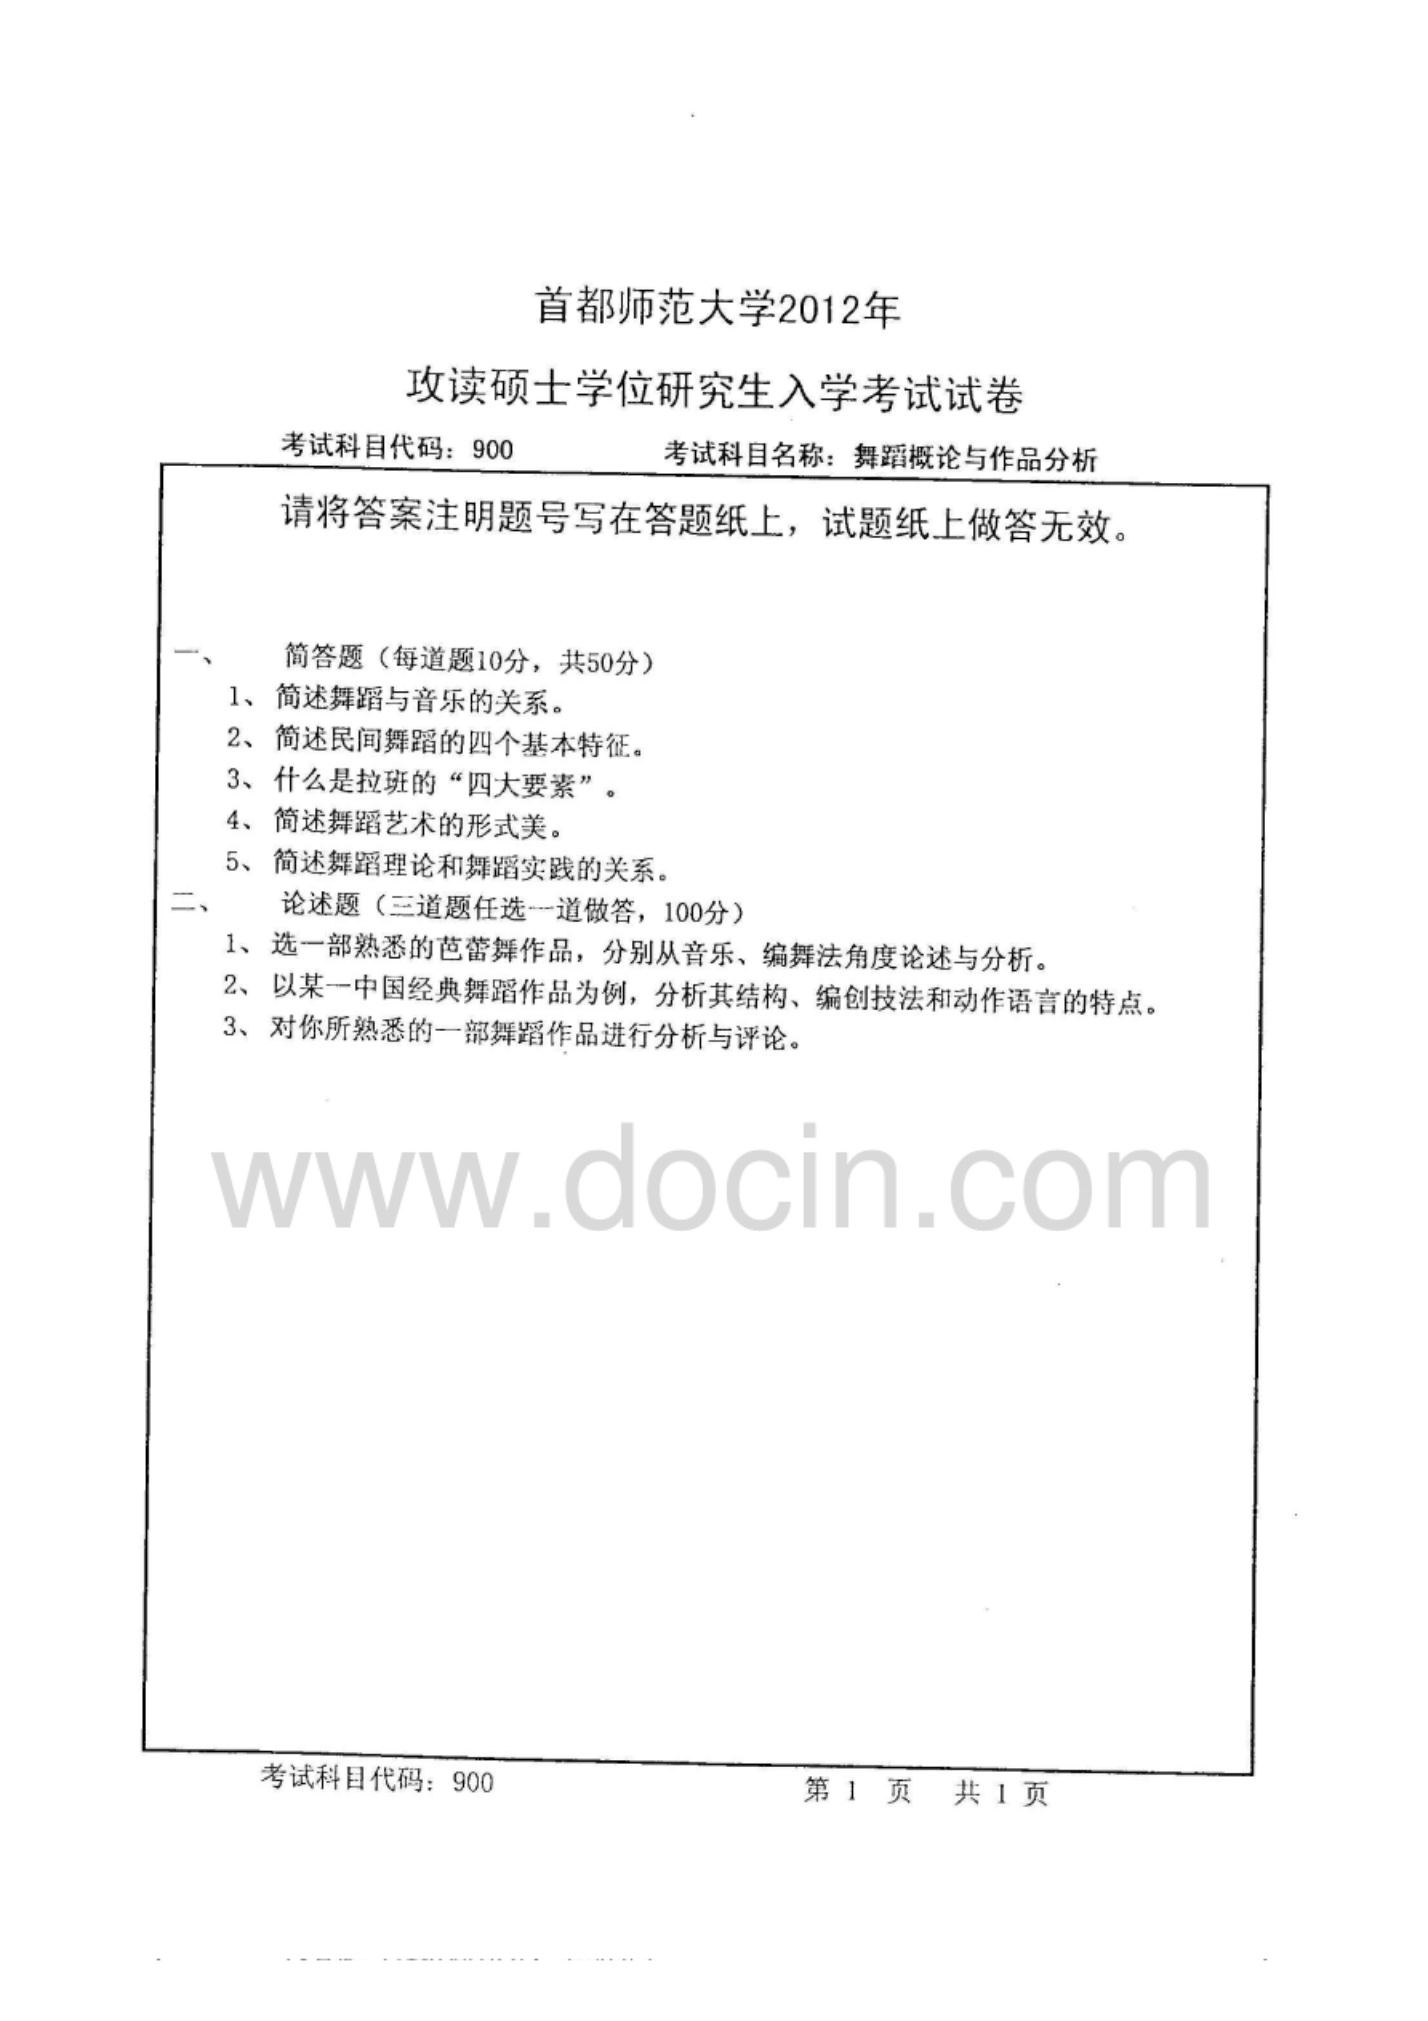 首都师范大学2012年
攻读硕士学位研究生入学考试试卷
考试科目代码：900 考试科目名称：舞蹈概论与作品分析
请将答案注明题号写在答题纸上，试题纸上做答无效。
一、 简答题（每道题10分，共50分）
1、简述舞蹈与音乐的关系。
2、简述民间舞蹈的四个基本特征。
3、什么是拉班的“四大要素”。
4、简述舞蹈艺术的形式美。
5、简述舞蹈理论和舞蹈实践的关系。
二、 论述题（三道题任选一道做答，100分）
1、选一部熟悉的芭蕾舞作品，分别从音乐、编舞法角度论述与分析。
2、以某一中国经典舞蹈作品为例，分析其结构、编创技法和动作语言的特点。
3、对你所熟悉的一部舞蹈作品进行分析与评论。
www.docin.com
考试科目代码：900 第 1 页 共 1 页